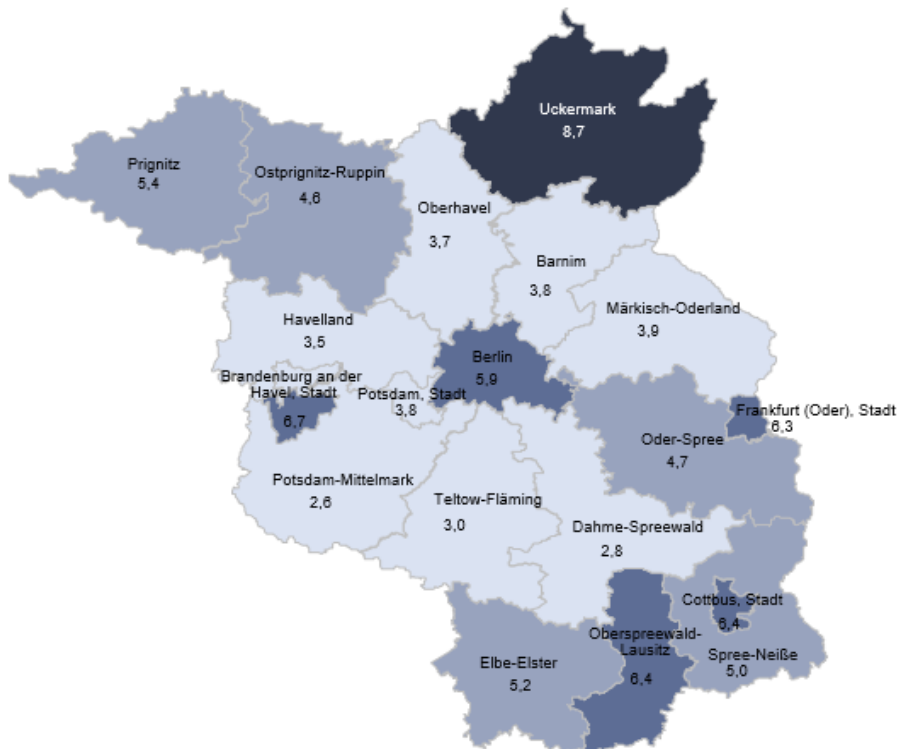 Uckermark
8,7
Prignitz
5,4
Ostprignitz-Ruppin
4,6
Oberhavel
3,7
Barnim
3,8
Märkisch-Oderland
3,9
Havelland
3,5
Berlin
5,9
Brandenburg an der
Havel, Stadt
6,7
Potsdam, Stadt
3,8
Frankfurt (Oder), Stadt
6,3
Oder-Spree
4,7
Potsdam-Mittelmark
2,6
Teltow-Fläming
3,0
Dahme-Spreewald
2,8
Cottbus, Stadt
6,4
Oberspreewald-
Lausitz
6,4
Spree-Neiße
5,0
Elbe-Elster
5,2